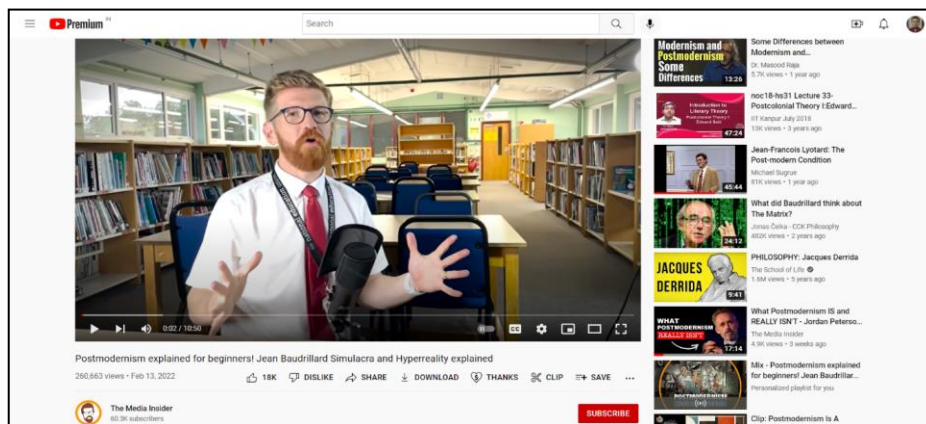 Premium IN
Search
0:02 / 10:50
CC
Postmodernism explained for beginners! Jean Baudrillard Simulacra and Hyperreality explained
260,663 views • Feb 13, 2022
18K
DISLIKE
SHARE
DOWNLOAD
THANKS
CLIP
SAVE
...
The Media Insider
60.3K subscribers
SUBSCRIBE
Modernism and
Postmodernism
Some
Differences
13:26
Some Differences between
Modernism and...
Dr. Masood Raja
5.7K views • 1 year ago
Introduction to
Literary Theory
Postcolonial Theory I:
Edward Said
47:24
noc18-hs31 Lecture 33-
Postcolonial Theory I:Edward...
IIT Kanpur July 2018
13K views • 3 years ago
45:44
Jean-Francois Lyotard: The
Post-modern Condition
Michael Sugrue
81K views • 1 year ago
24:12
What did Baudrillard think about
The Matrix?
Jonas Čeika - CCK Philosophy
482K views • 2 years ago
JACQUES
DERRIDA
9:41
PHILOSOPHY: Jacques Derrida
The School of Life
1.6M views • 5 years ago
WHAT
POSTMODERNISM
REALLY ISN'T
17:14
What Postmodernism IS and
REALLY ISN'T - Jordan Peterso...
The Media Insider
4.9K views • 3 weeks ago
POSTMODERNISM
Mix - Postmodernism explained
for beginners! Jean Baudrillar...
Personalized playlist for you
Clip: Postmodernism Is A